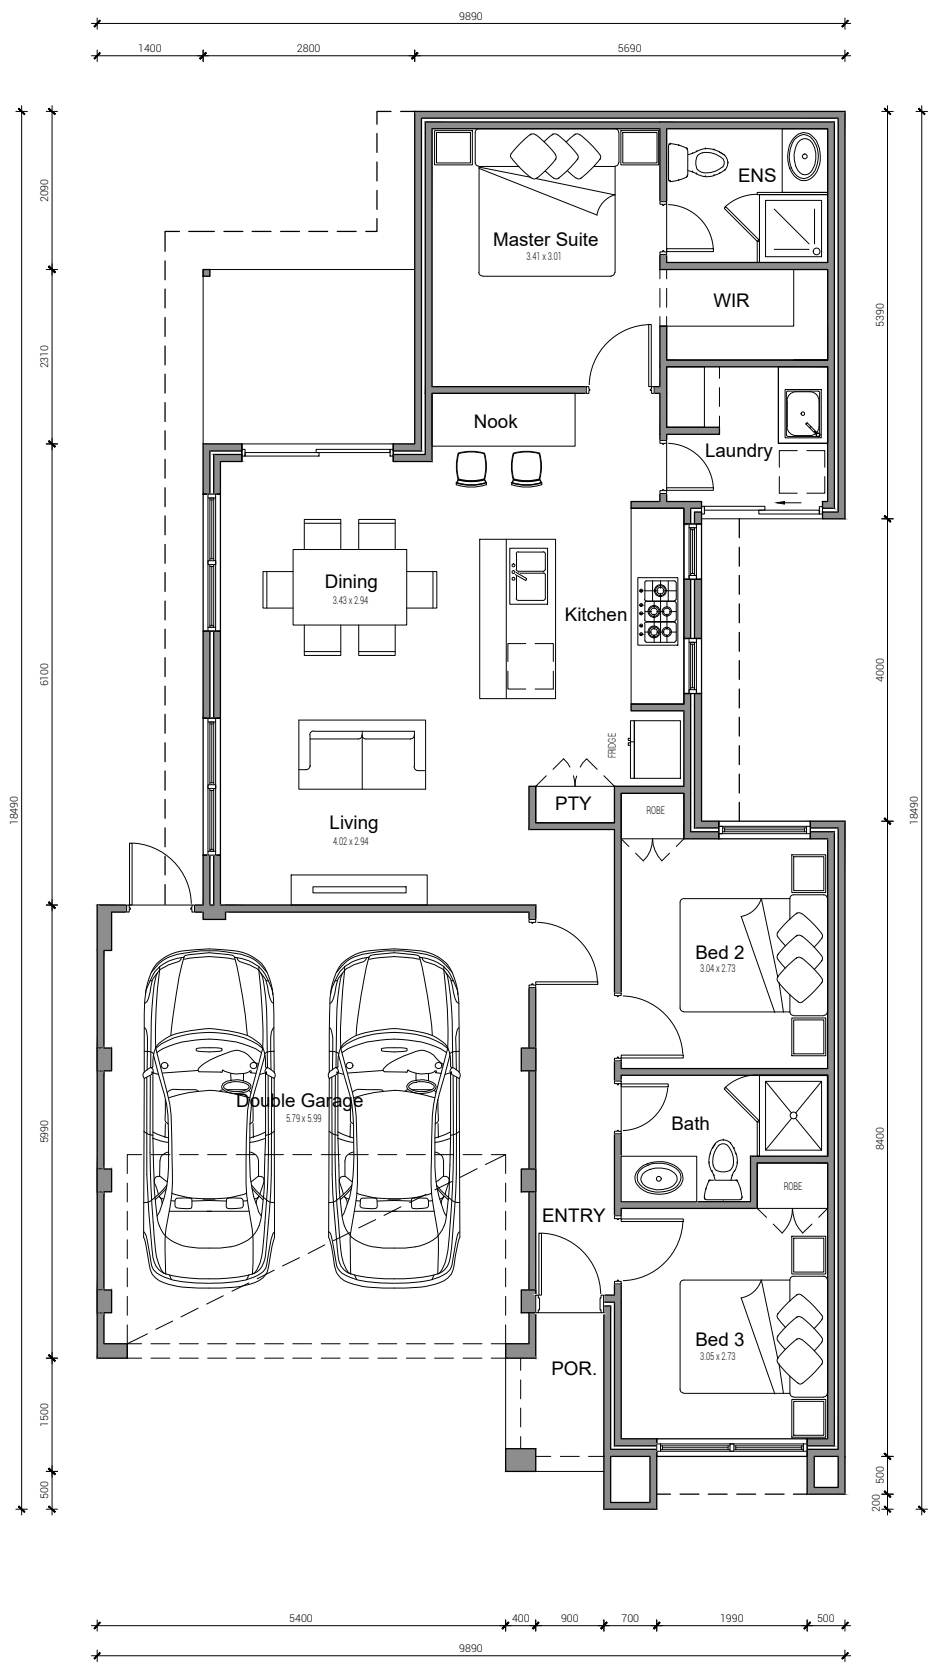 9890
1400 2800 5690
2090
ENS
Master Suite
3.41 x 3.01
WIR
5390
2310
Nook
Laundry
Dining
3.43 x 2.94
Kitchen
6100
4000
FRIDGE
PTY
ROBE
18490
18490
Living
4.02 x 2.94
Bed 2
3.04 x 2.73
Double Garage
5.79 x 5.99
Bath
5990
8400
ROBE
ENTRY
Bed 3
3.05 x 2.73
POR.
1500
500
500
200
5400 400 900 700 1990 500
9890